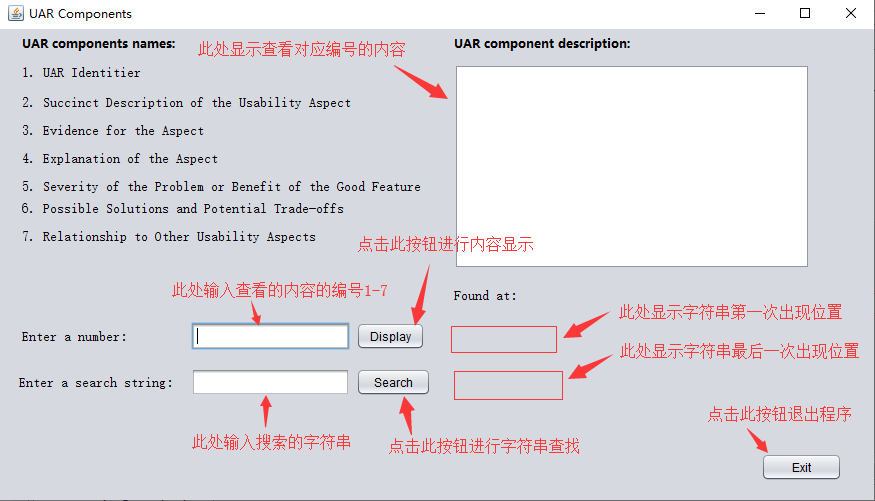 UAR Components
UAR components names:
此处显示查看对应编号的内容
UAR component description:
1. UAR Identitier
2. Succinct Description of the Usability Aspect
3. Evidence for the Aspect
4. Explanation of the Aspect
5. Severity of the Problem or Benefit of the Good Feature
6. Possible Solutions and Potential Trade-offs
7. Relationship to Other Usability Aspects
点击此按钮进行内容显示
此处输入查看的内容的编号1-7
Found at:
此处显示字符串第一次出现位置
Enter a number:
Display
此处显示字符串最后一次出现位置
Enter a search string:
Search
点击此按钮退出程序
此处输入搜索的字符串
点击此按钮进行字符串查找
Exit